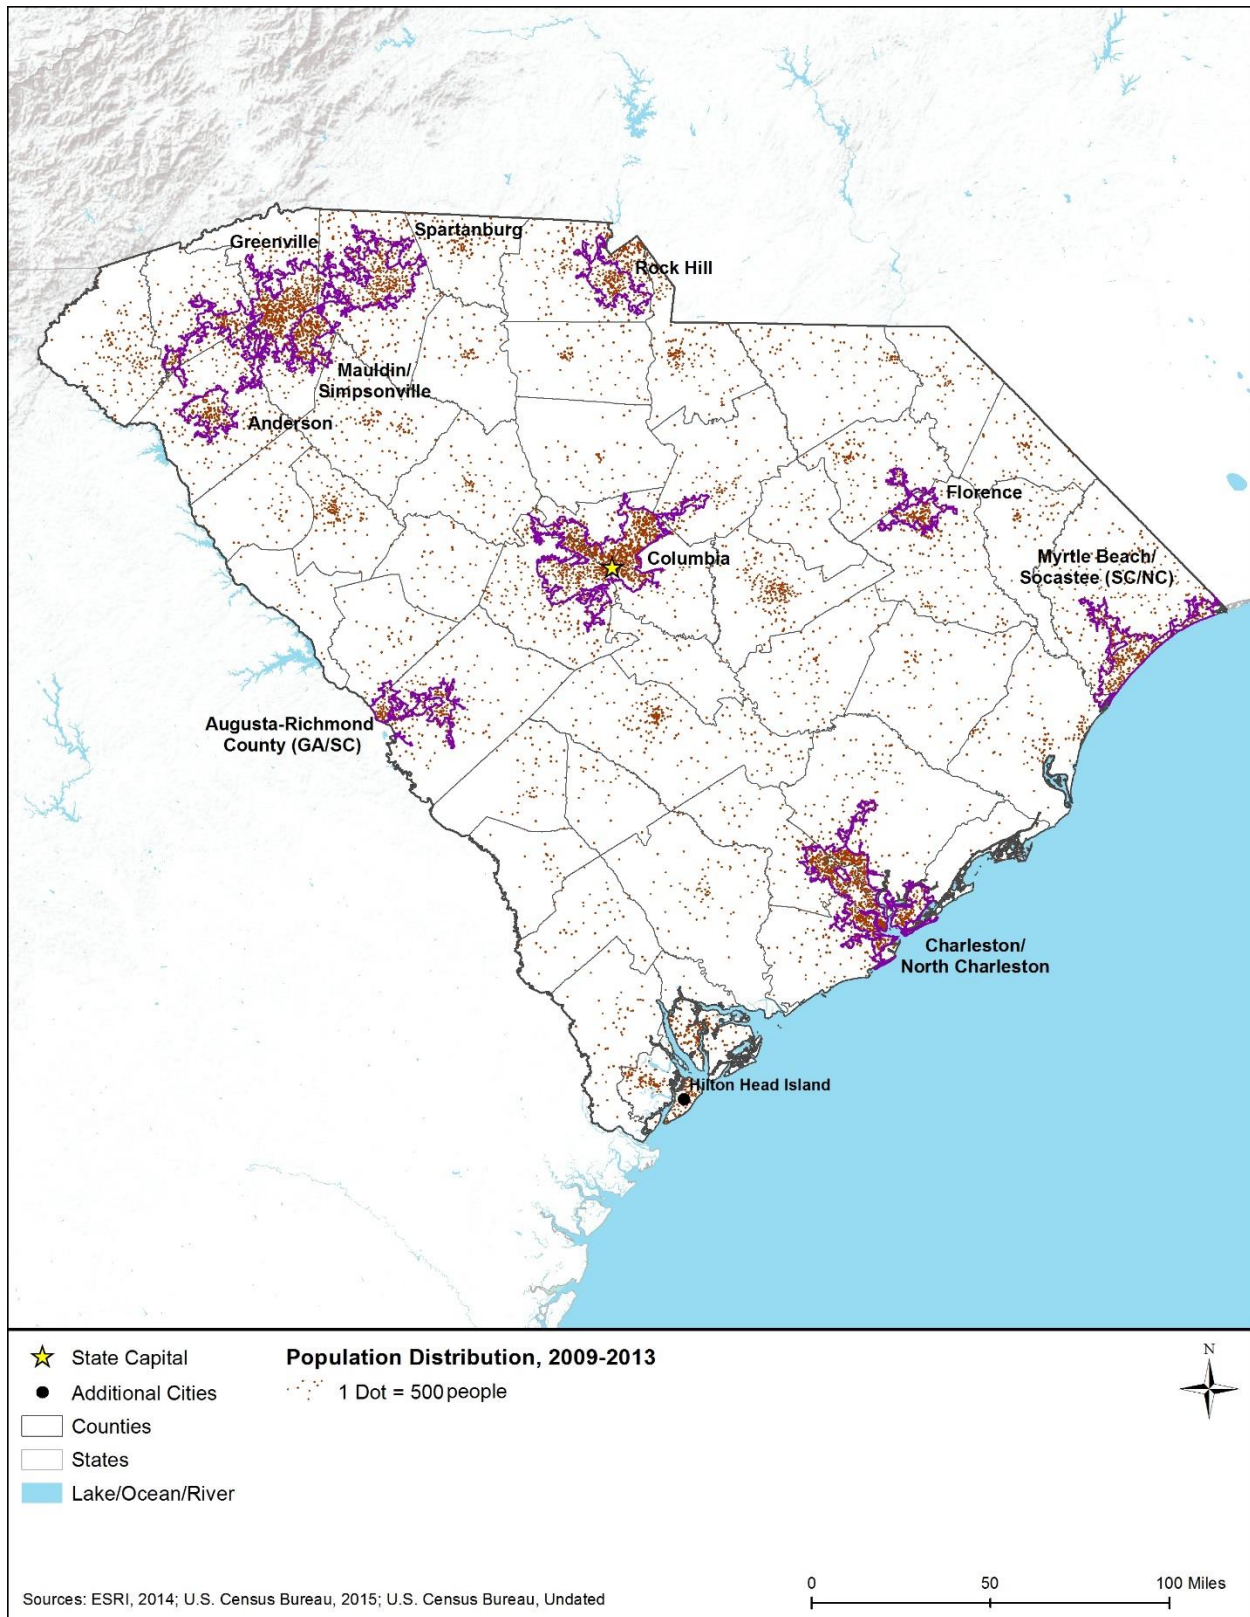 Spartanburg
Greenville
Rock Hill
Mauldin/
Simpsonville
Anderson
Florence
Columbia
Myrtle Beach/
Socastee (SC/NC)
Augusta-Richmond
County (GA/SC)
Charleston/
North Charleston
Hilton Head Island
State Capital
Additional Cities
Counties
States
Lake/Ocean/River
Population Distribution, 2009-2013
1 Dot = 500 people
N
0 50 100 Miles
Sources: ESRI, 2014; U.S. Census Bureau, 2015; U.S. Census Bureau, Undated